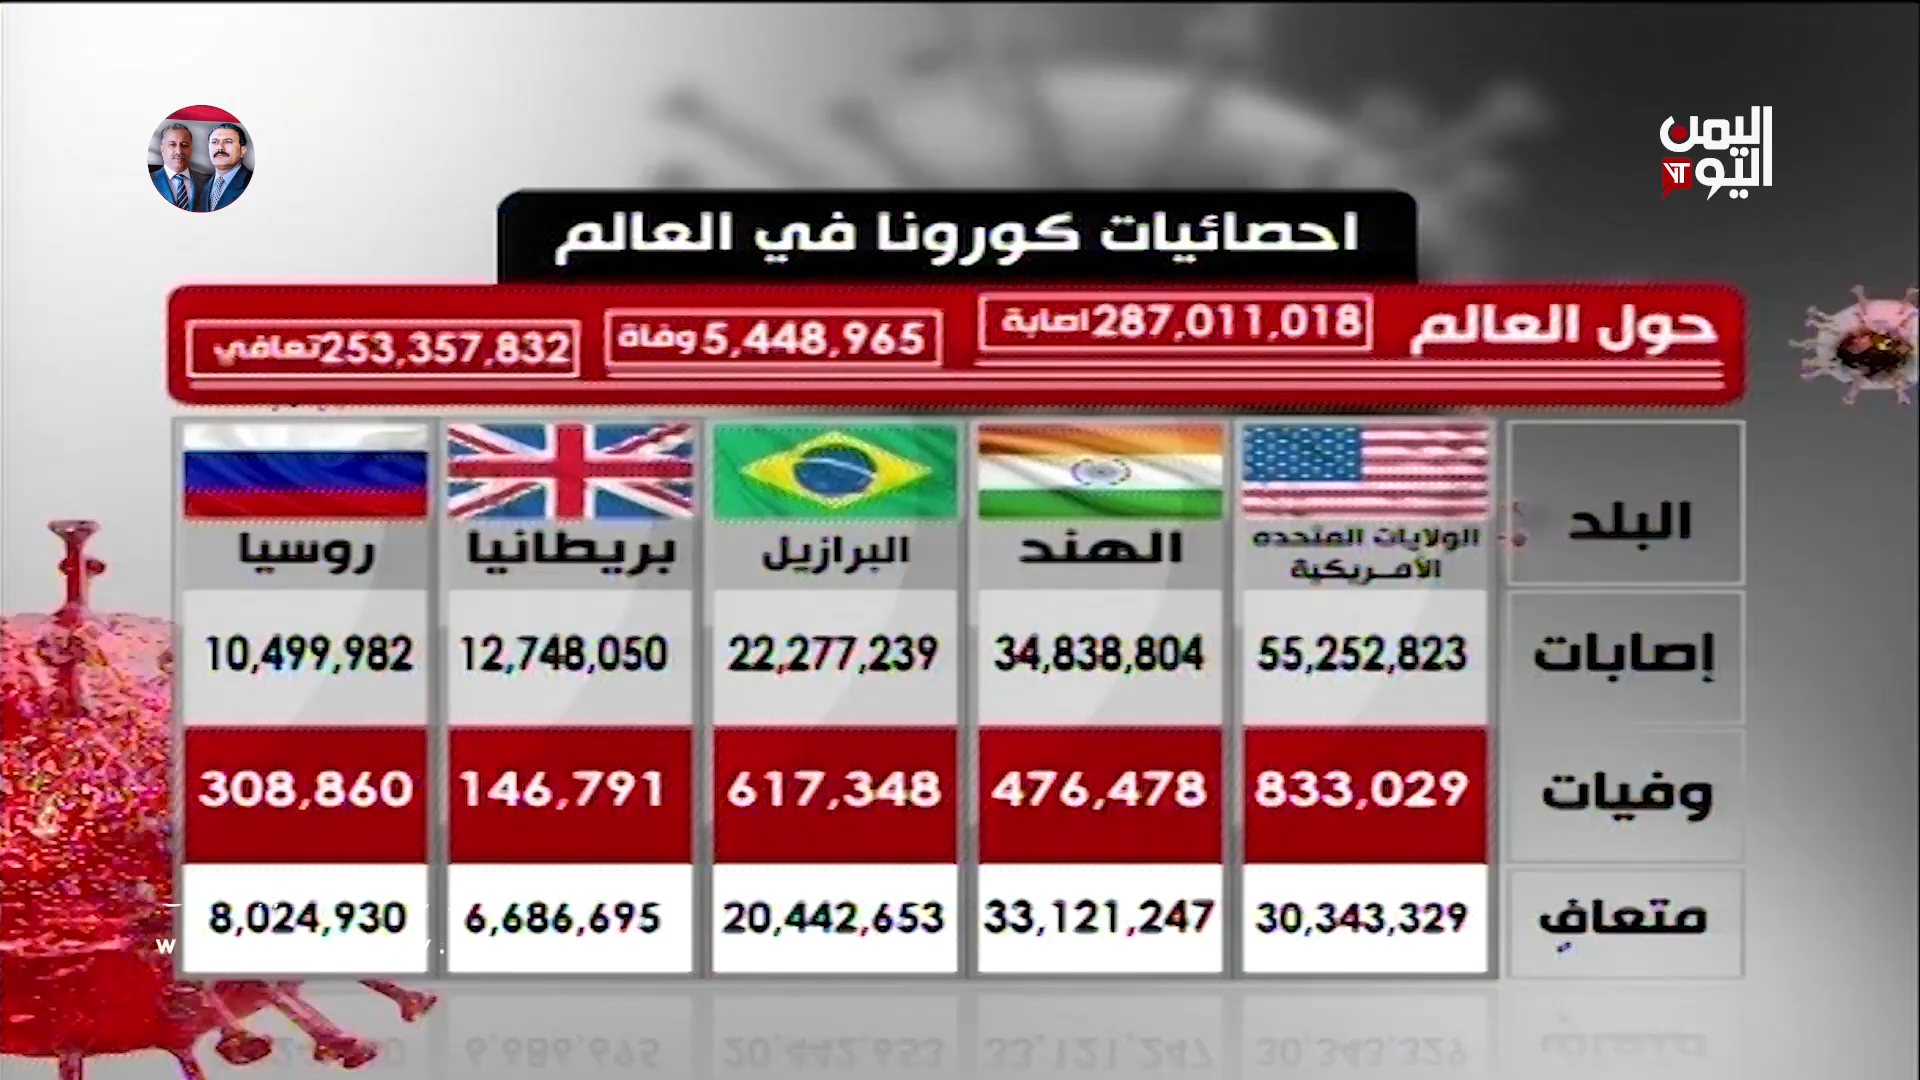 اليمن
اليوم
YT
احصائيات كورونا في العالم
حول العالم 287,011,018اصابة 5,448,965وفاة 253,357,832تعافي
البلد الولايات المتحده الأمريكية الهند البرازيل بريطانيا روسيا
إصابات 55,252,823 34,838,804 22,277,239 12,748,050 10,499,982
وفيات 833,029 476,478 617,348 146,791 308,860
متعافٍ 30,343,329 33,121,247 20,442,653 6,686,695 8,024,930